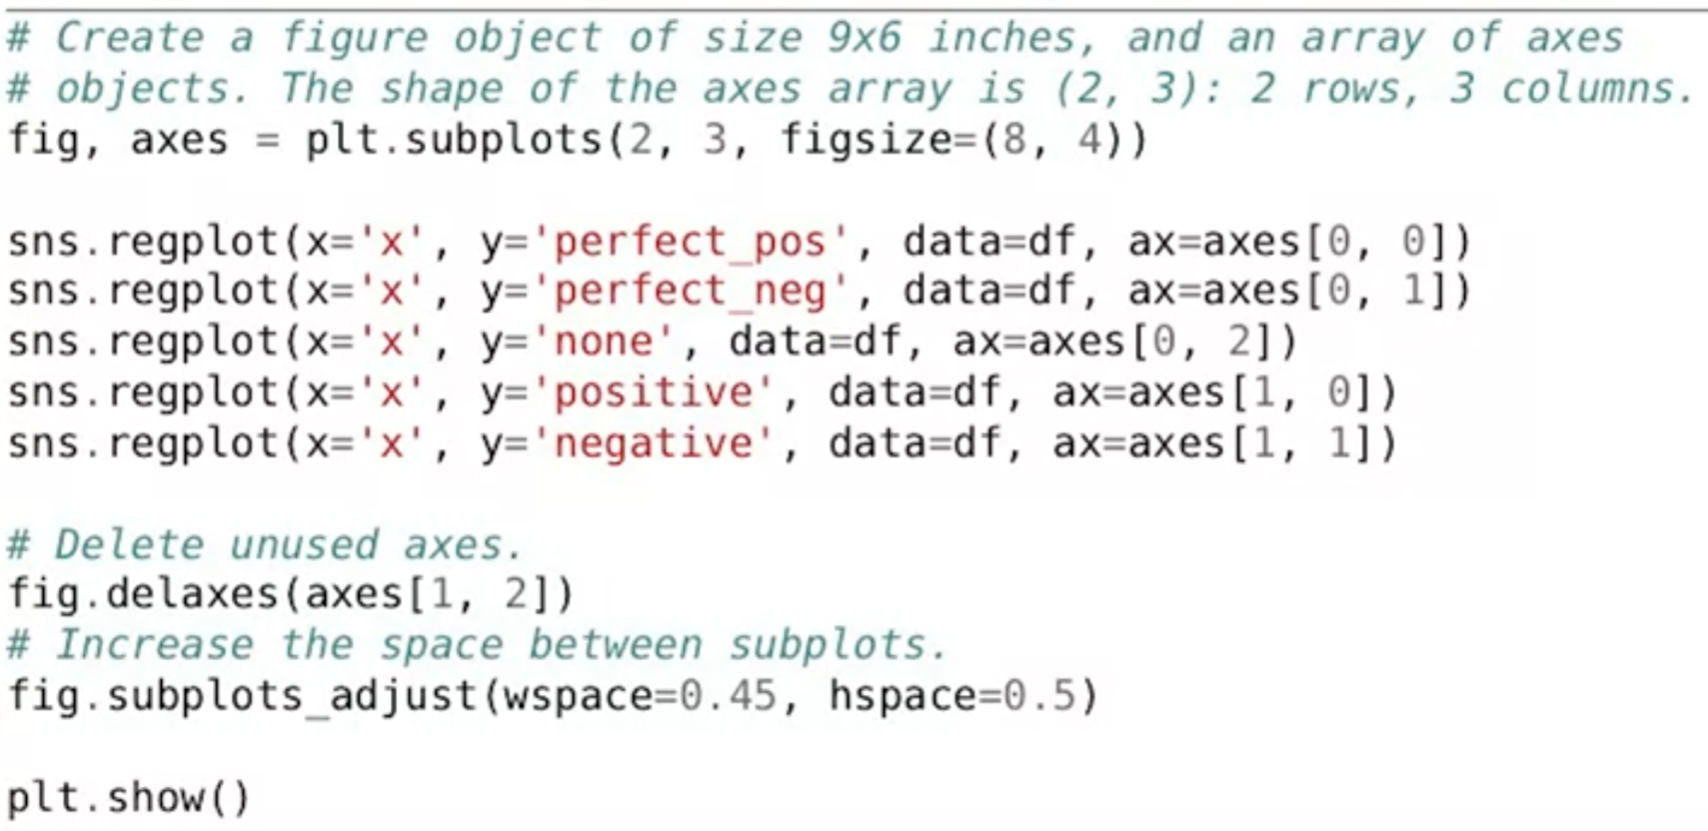 # Create a figure object of size 9x6 inches, and an array of axes
# objects. The shape of the axes array is (2, 3): 2 rows, 3 columns.
fig, axes = plt.subplots(2, 3, figsize=(8, 4))
sns.regplot(x='x', y='perfect_pos', data=df, ax=axes[0, 0])
sns.regplot(x='x', y='perfect_neg', data=df, ax=axes[0, 1])
sns.regplot(x='x', y='none', data=df, ax=axes[0, 2])
sns.regplot(x='x', y='positive', data=df, ax=axes[1, 0])
sns.regplot(x='x', y='negative', data=df, ax=axes[1, 1])
# Delete unused axes.
fig.delaxes(axes[1, 2])
# Increase the space between subplots.
fig.subplots_adjust(wspace=0.45, hspace=0.5)
plt.show()